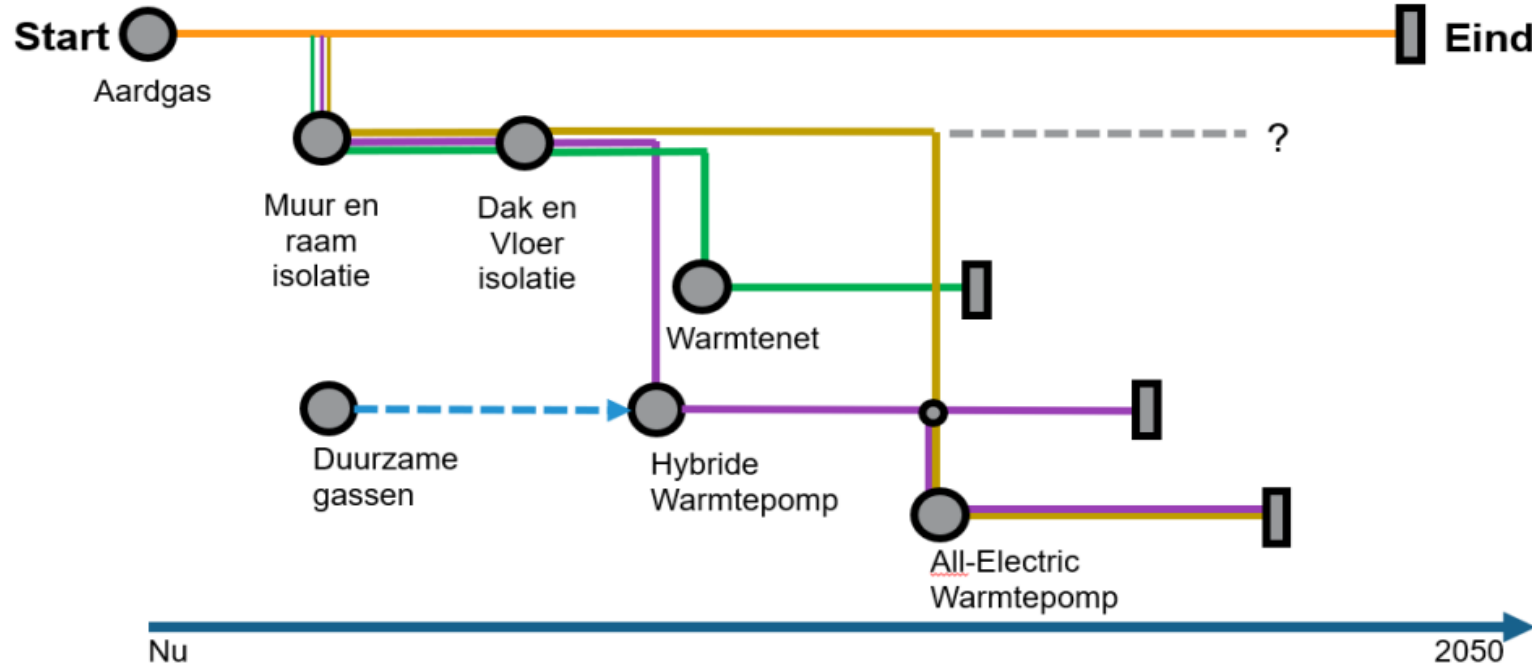 Start
Eind
Aardgas
?
Muur en
raam
isolatie
Dak en
Vloer
isolatie
Warmtenet
Duurzame
gassen
Hybride
Warmtepomp
All-Electric
Warmtepomp
Nu
2050